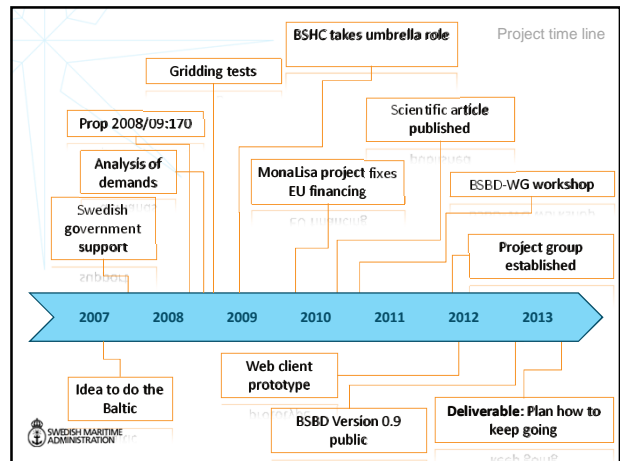 BSHC takes umbrella role
Project time line
Gridding tests
Scientific article
published
Prop 2008/09:170
Analysis of
demands
MonaLisa project fixes
EU financing
BSBD-WG workshop
Swedish
government
support
Project group
established
2007
2008
2009
2010
2011
2012
2013
Idea to do the
Baltic
Web client
prototype
BSBD Version 0.9
public
Deliverable: Plan how to
keep going
SWEDISH MARITIME
ADMINISTRATION